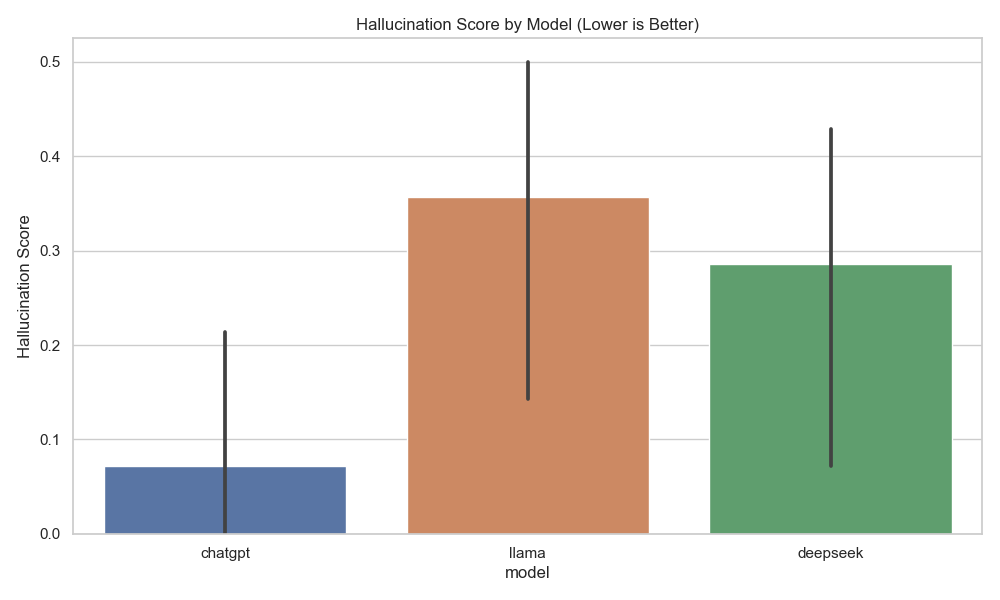 Hallucination Score by Model (Lower is Better)
Hallucination Score
0.5
0.4
0.3
0.2
0.1
0.0
chatgpt
llama
deepseek
model